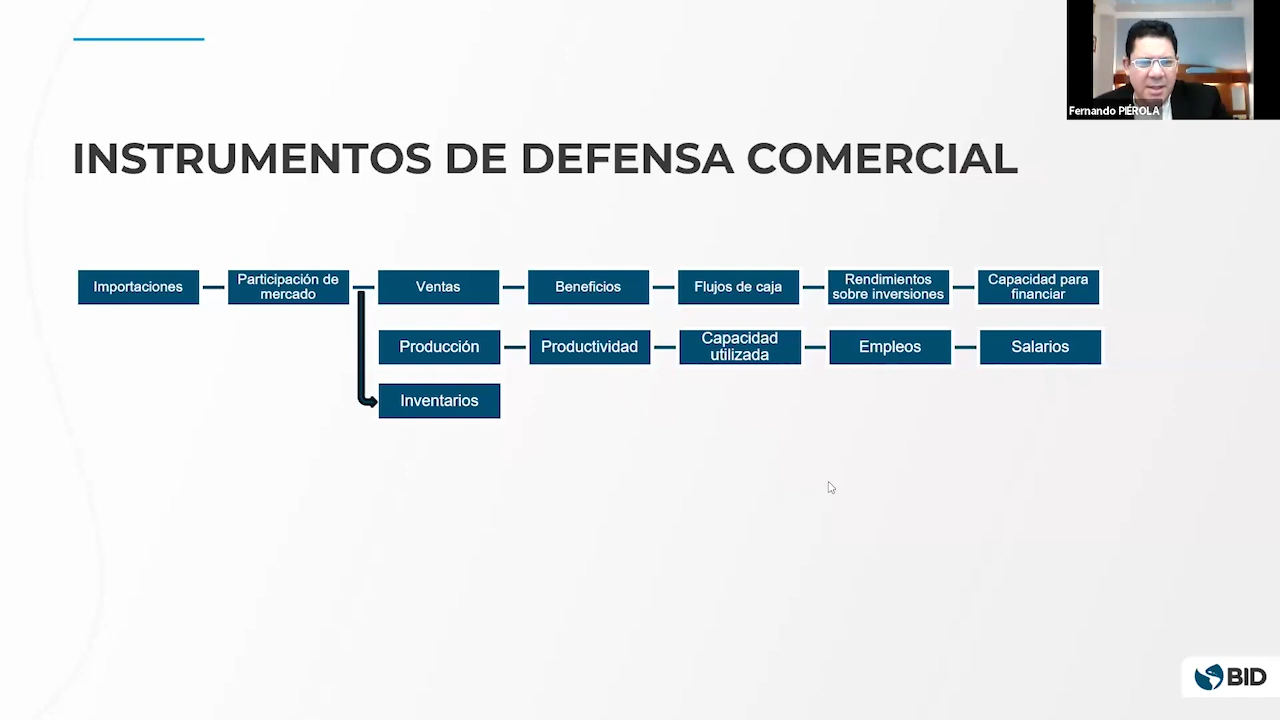 Fernando PIÉROLA
INSTRUMENTOS DE DEFENSA COMERCIAL
Importaciones
Participación de
mercado
Ventas
Beneficios
Flujos de caja
Rendimientos
sobre inversiones
Capacidad para
financiar
Producción
Productividad
Capacidad
utilizada
Empleos
Salarios
Inventarios
BID